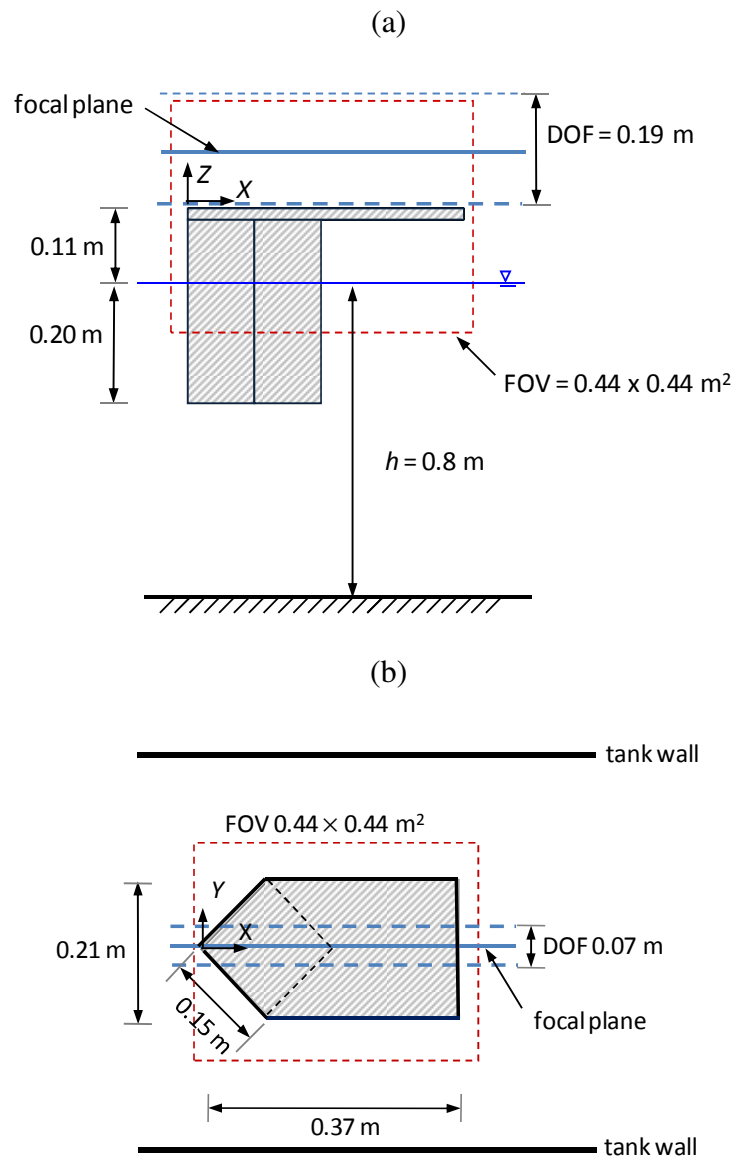 (a)
focal plane
DOF = 0.19 m
Z
X
0.11 m
0.20 m
FOV = 0.44 x 0.44 m²
h = 0.8 m
(b)
tank wall
FOV 0.44 × 0.44 m²
Y
X
0.21 m
DOF 0.07 m
0.15 m
focal plane
0.37 m
tank wall